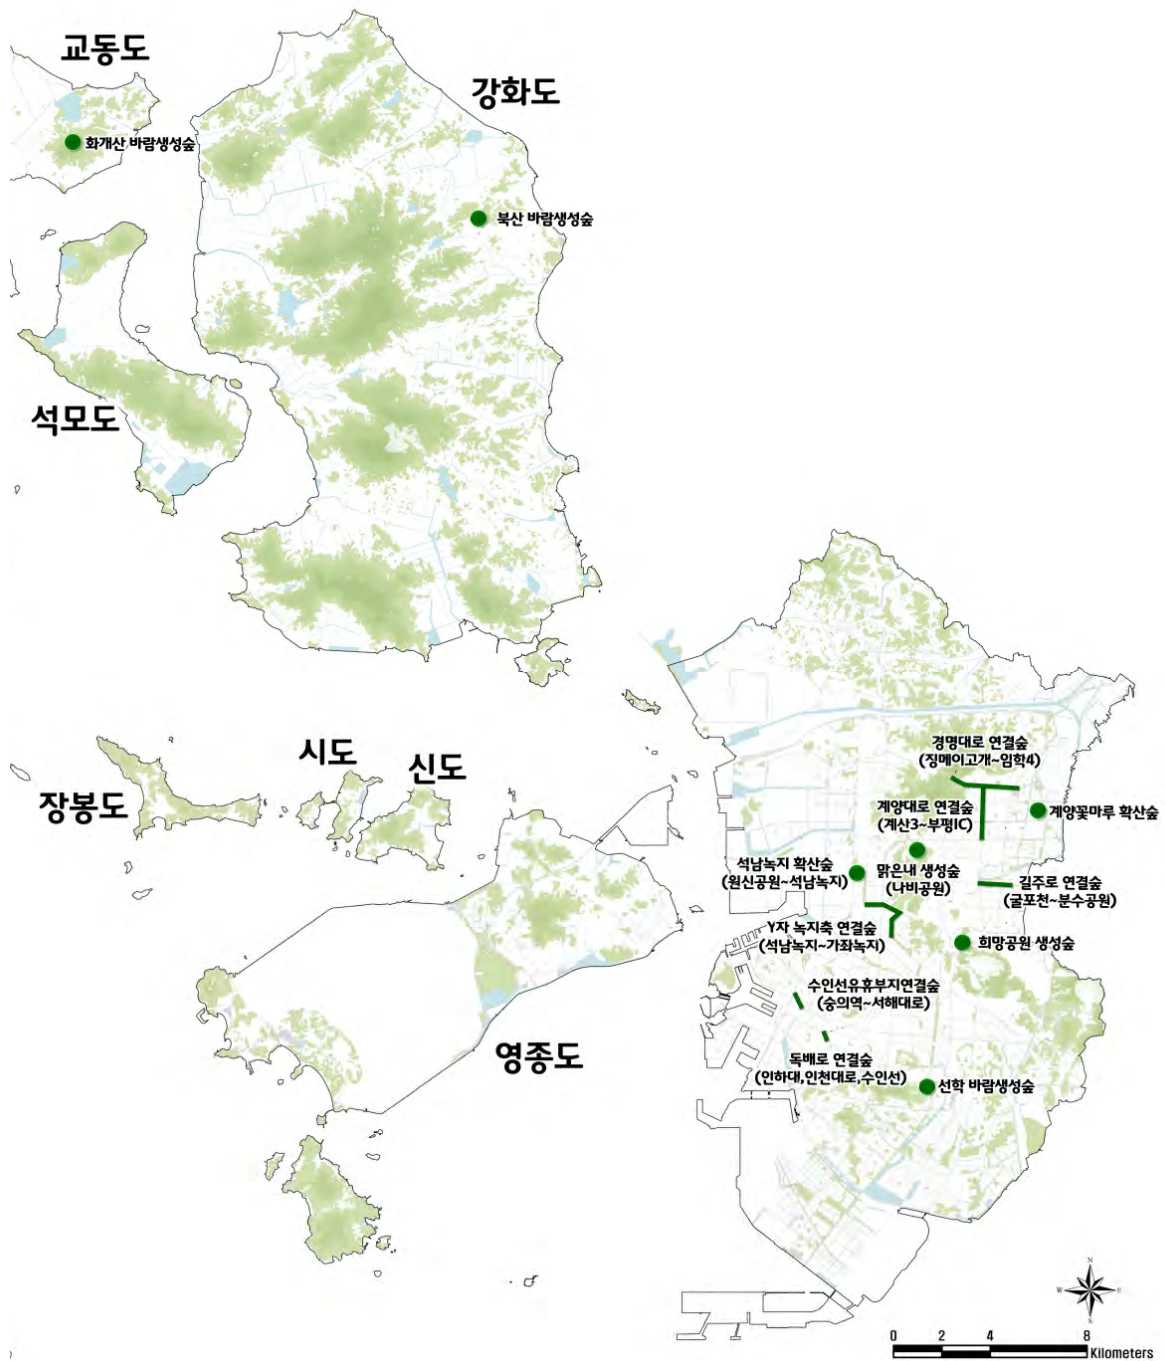 교동도
강화도
화개산 바람생성숲
북산 바람생성숲
석모도
경명대로 연결숲
(징메이고개~임학4)
시도
신도
장봉도
계양대로 연결숲
(계산3~부평IC)
계양꽃마루 확산숲
석남녹지 확산숲
(원신공원~석남녹지)
맑은내 생성숲
(나비공원)
길주로 연결숲
(굴포천~분수공원)
Y자 녹지축 연결숲
(석남녹지~가좌녹지)
희망공원 생성숲
수인선유휴부지연결숲
(숭의역~서해대로)
영종도
독배로 연결숲
(인하대,인천대로,수인선)
선학 바람생성숲
N
W E
S
0 2 4 8
Kilometers